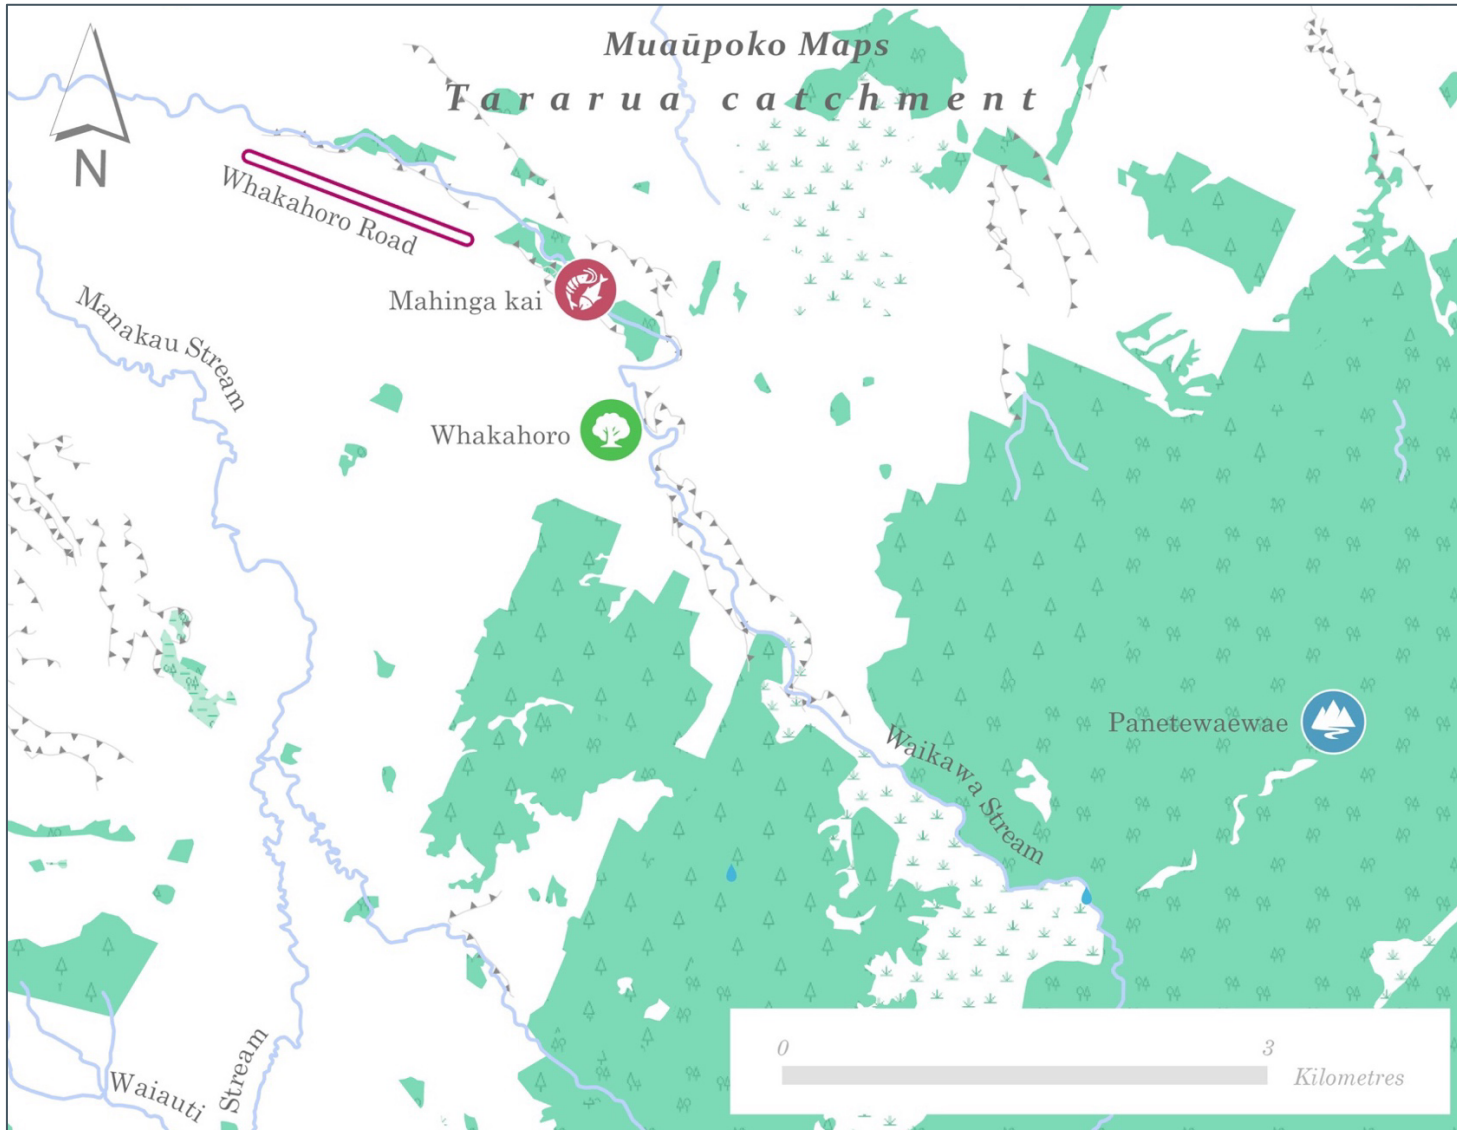 Muaūpoko Maps
Tararua catchment
N
Whakahoro Road
Mahinga kai
Manakau Stream
Whakahoro
Panetewaewae
Waikawa Stream
Waiauti
Stream
0
3
Kilometres